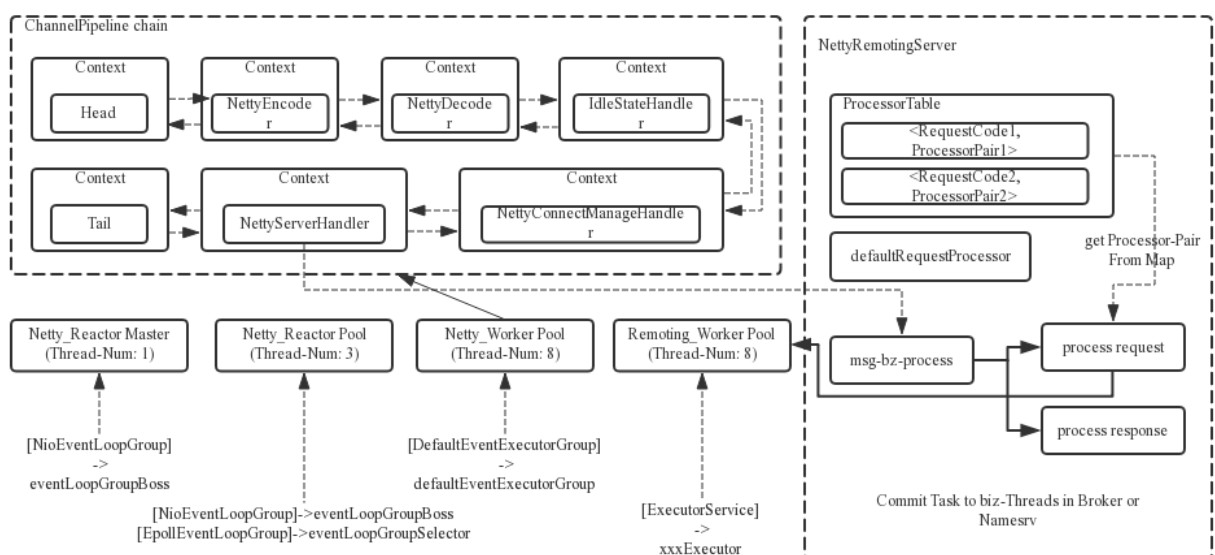 ChannelPipeline chain
Context
Head
Context
NettyEncode
r
Context
NettyDecode
r
Context
IdleStateHandle
r
Context
Tail
Context
NettyServerHandler
Context
NettyConnectManageHandle
r
NettyRemotingServer
ProcessorTable
<RequestCode1,
ProcessorPair1>
<RequestCode2,
ProcessorPair2>
defaultRequestProcessor
get Processor-Pair
From Map
msg-bz-process
process request
process response
Commit Task to biz-Threads in Broker or
Namesrv
Netty_Reactor Master
(Thread-Num: 1)
Netty_Reactor Pool
(Thread-Num: 3)
Netty_Worker Pool
(Thread-Num: 8)
Remoting_Worker Pool
(Thread-Num: 8)
[NioEventLoopGroup]
->
eventLoopGroupBoss
[NioEventLoopGroup]->eventLoopGroupBoss
[EpollEventLoopGroup]->eventLoopGroupSelector
[DefaultEventExecutorGroup]
->
defaultEventExecutorGroup
[ExecutorService]
->
xxxExecutor